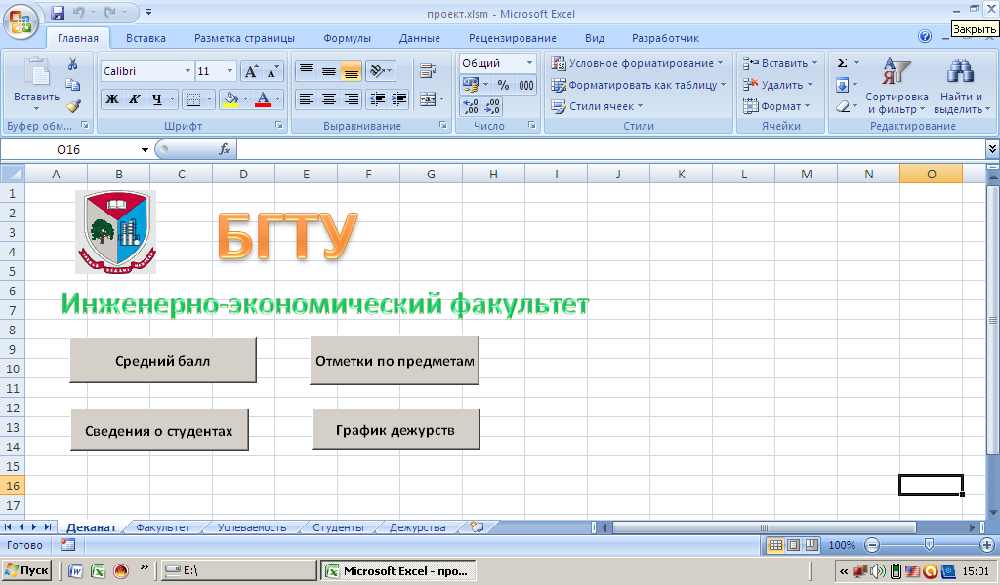 проект.xlsm - Microsoft Excel
Закрыть
Главная Вставка Разметка страницы Формулы Данные Рецензирование Вид Разработчик
Calibri 11 Общий
Вставить
Ж К Ч % 000
Условное форматирование
Форматировать как таблицу
Стили ячеек
Вставить
Удалить
Формат
Σ
Сортировка и фильтр
Найти и выделить
Буфер обм... Шрифт Выравнивание Число Стили Ячейки Редактирование
O16 fx
A B C D E F G H I J K L M N O
1
2
3
4
5
6
7
8
9
10
11
12
13
14
15
16
17
БГТУ
Инженерно-экономический факультет
Средний балл Отметки по предметам
Сведения о студентах График дежурств
Деканат Факультет Успеваемость Студенты Дежурства
Готово 100%
Пуск » E:\ Microsoft Excel - про... « 15:01